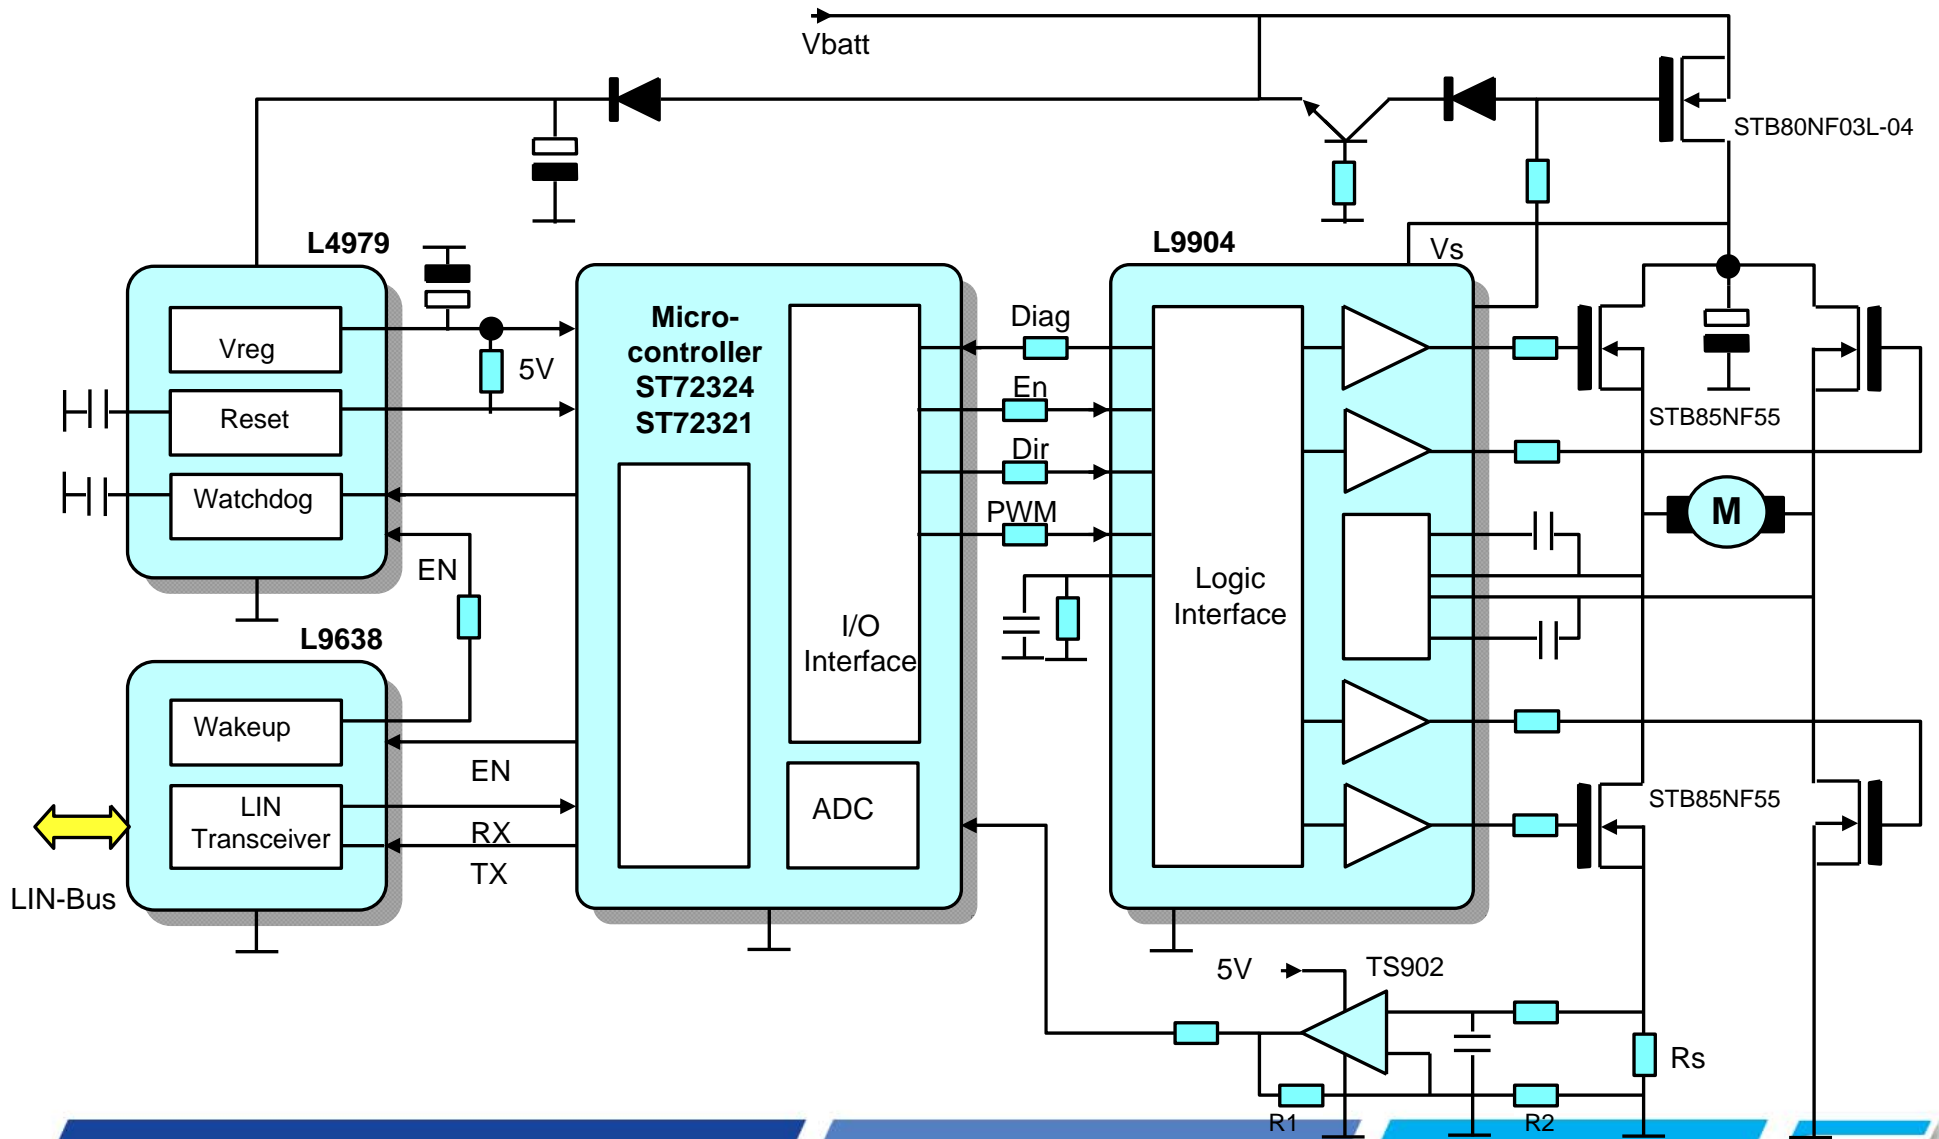 Vbatt
STB80NF03L-04
L4979
L9904
Vs
Vreg
5V
Reset
Watchdog
EN
Micro-
controller
ST72324
ST72321
Diag
En
Dir
PWM
I/O
Interface
ADC
Logic
Interface
STB85NF55
M
STB85NF55
L9638
Wakeup
EN
LIN
Transceiver
RX
TX
LIN-Bus
5V
TS902
Rs
R1
R2